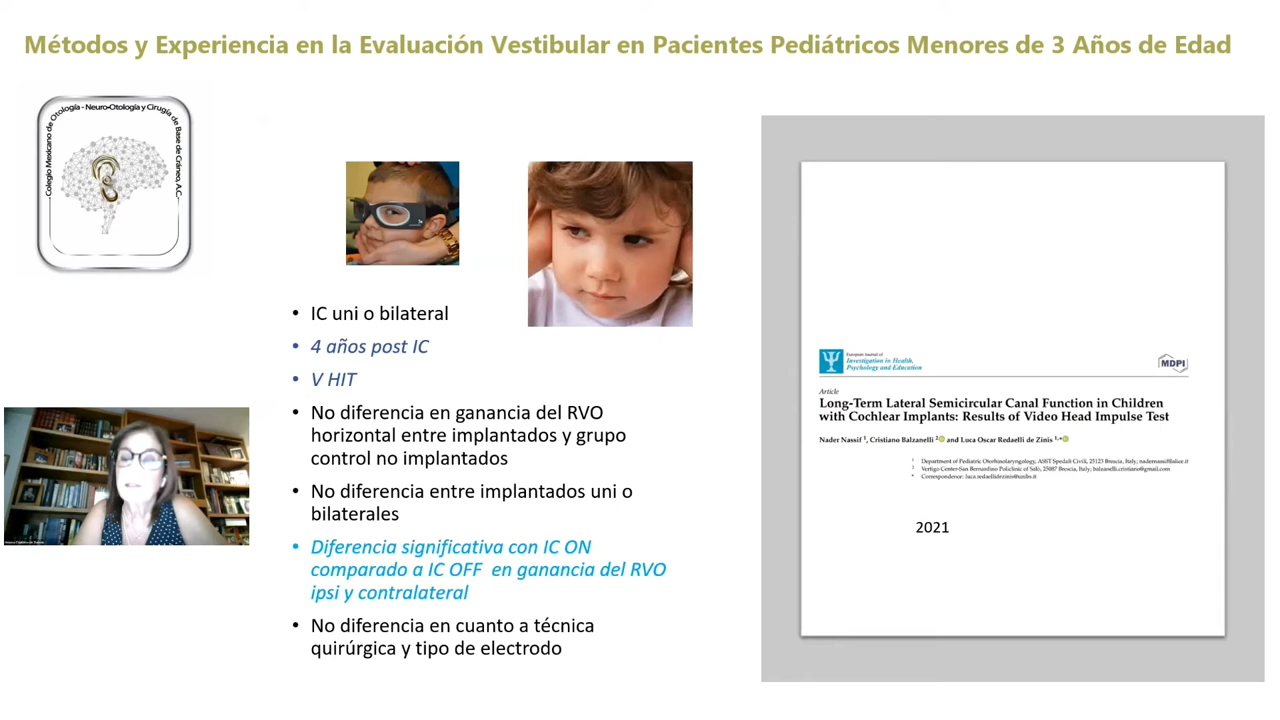 Métodos y Experiencia en la Evaluación Vestibular en Pacientes Pediátricos Menores de 3 Años de Edad
Colegio Mexicano de Otología - Neuro-Otología y Cirugía de Base de Cráneo, A.C.
• IC uni o bilateral
• 4 años post IC
• V HIT
• No diferencia en ganancia del RVO
horizontal entre implantados y grupo
control no implantados
• No diferencia entre implantados uni o
bilaterales
• Diferencia significativa con IC ON
comparado a IC OFF en ganancia del RVO
ipsi y contralateral
• No diferencia en cuanto a técnica
quirúrgica y tipo de electrodo
European Journal of
Investigation in Health,
Psychology and Education
MDPI
Article
Long-Term Lateral Semicircular Canal Function in Children
with Cochlear Implants: Results of Video Head Impulse Test
Nader Nassif 1, Cristiano Balzanelli 2 and Luca Oscar Redaelli de Zinis 1,*
1 Department of Pediatric Otorhinolaryngology, ASST Spedali Civili, 25123 Brescia, Italy; nadernassif@alice.it
2 Vertigo Center-San Bernardino Policlinic of Salò, 25087 Brescia, Italy; balzanelli.cristiano@gmail.com
* Correspondence: luca.redaellidezinis@unibs.it
2021